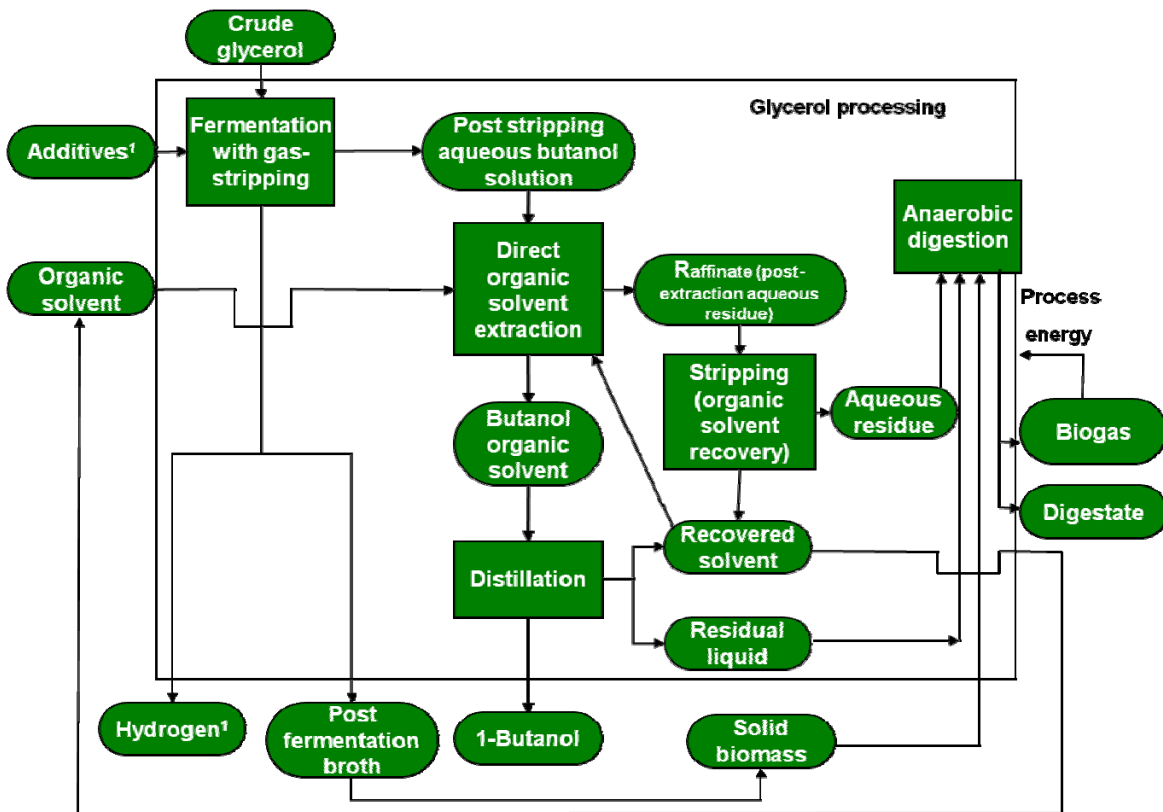 Crude
glycerol
Glycerol processing
Additives¹
Fermentation
with gas-
stripping
Post stripping
aqueous butanol
solution
Anaerobic
digestion
Organic
solvent
Direct
organic
solvent
extraction
Raffinate (post-
extraction aqueous
residue)
Process
energy
Stripping
(organic
solvent
recovery)
Aqueous
residue
Biogas
Butanol
organic
solvent
Digestate
Recovered
solvent
Distillation
Residual
liquid
Hydrogen¹
Post
fermentation
broth
1-Butanol
Solid
biomass